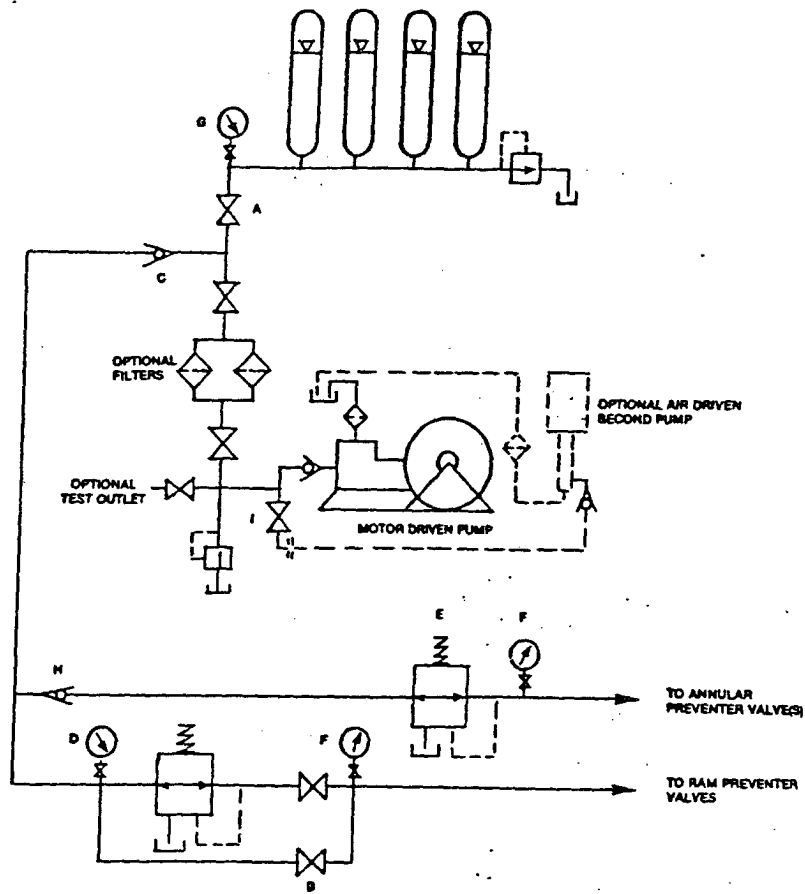 G
A
C
OPTIONAL
FILTERS
OPTIONAL AIR DRIVEN
SECOND PUMP
OPTIONAL
TEST OUTLET
I
MOTOR DRIVEN PUMP
E
F
H
TO ANNULAR
PREVENTER VALVE(S)
D
F
TO RAM PREVENTER
VALVES
B